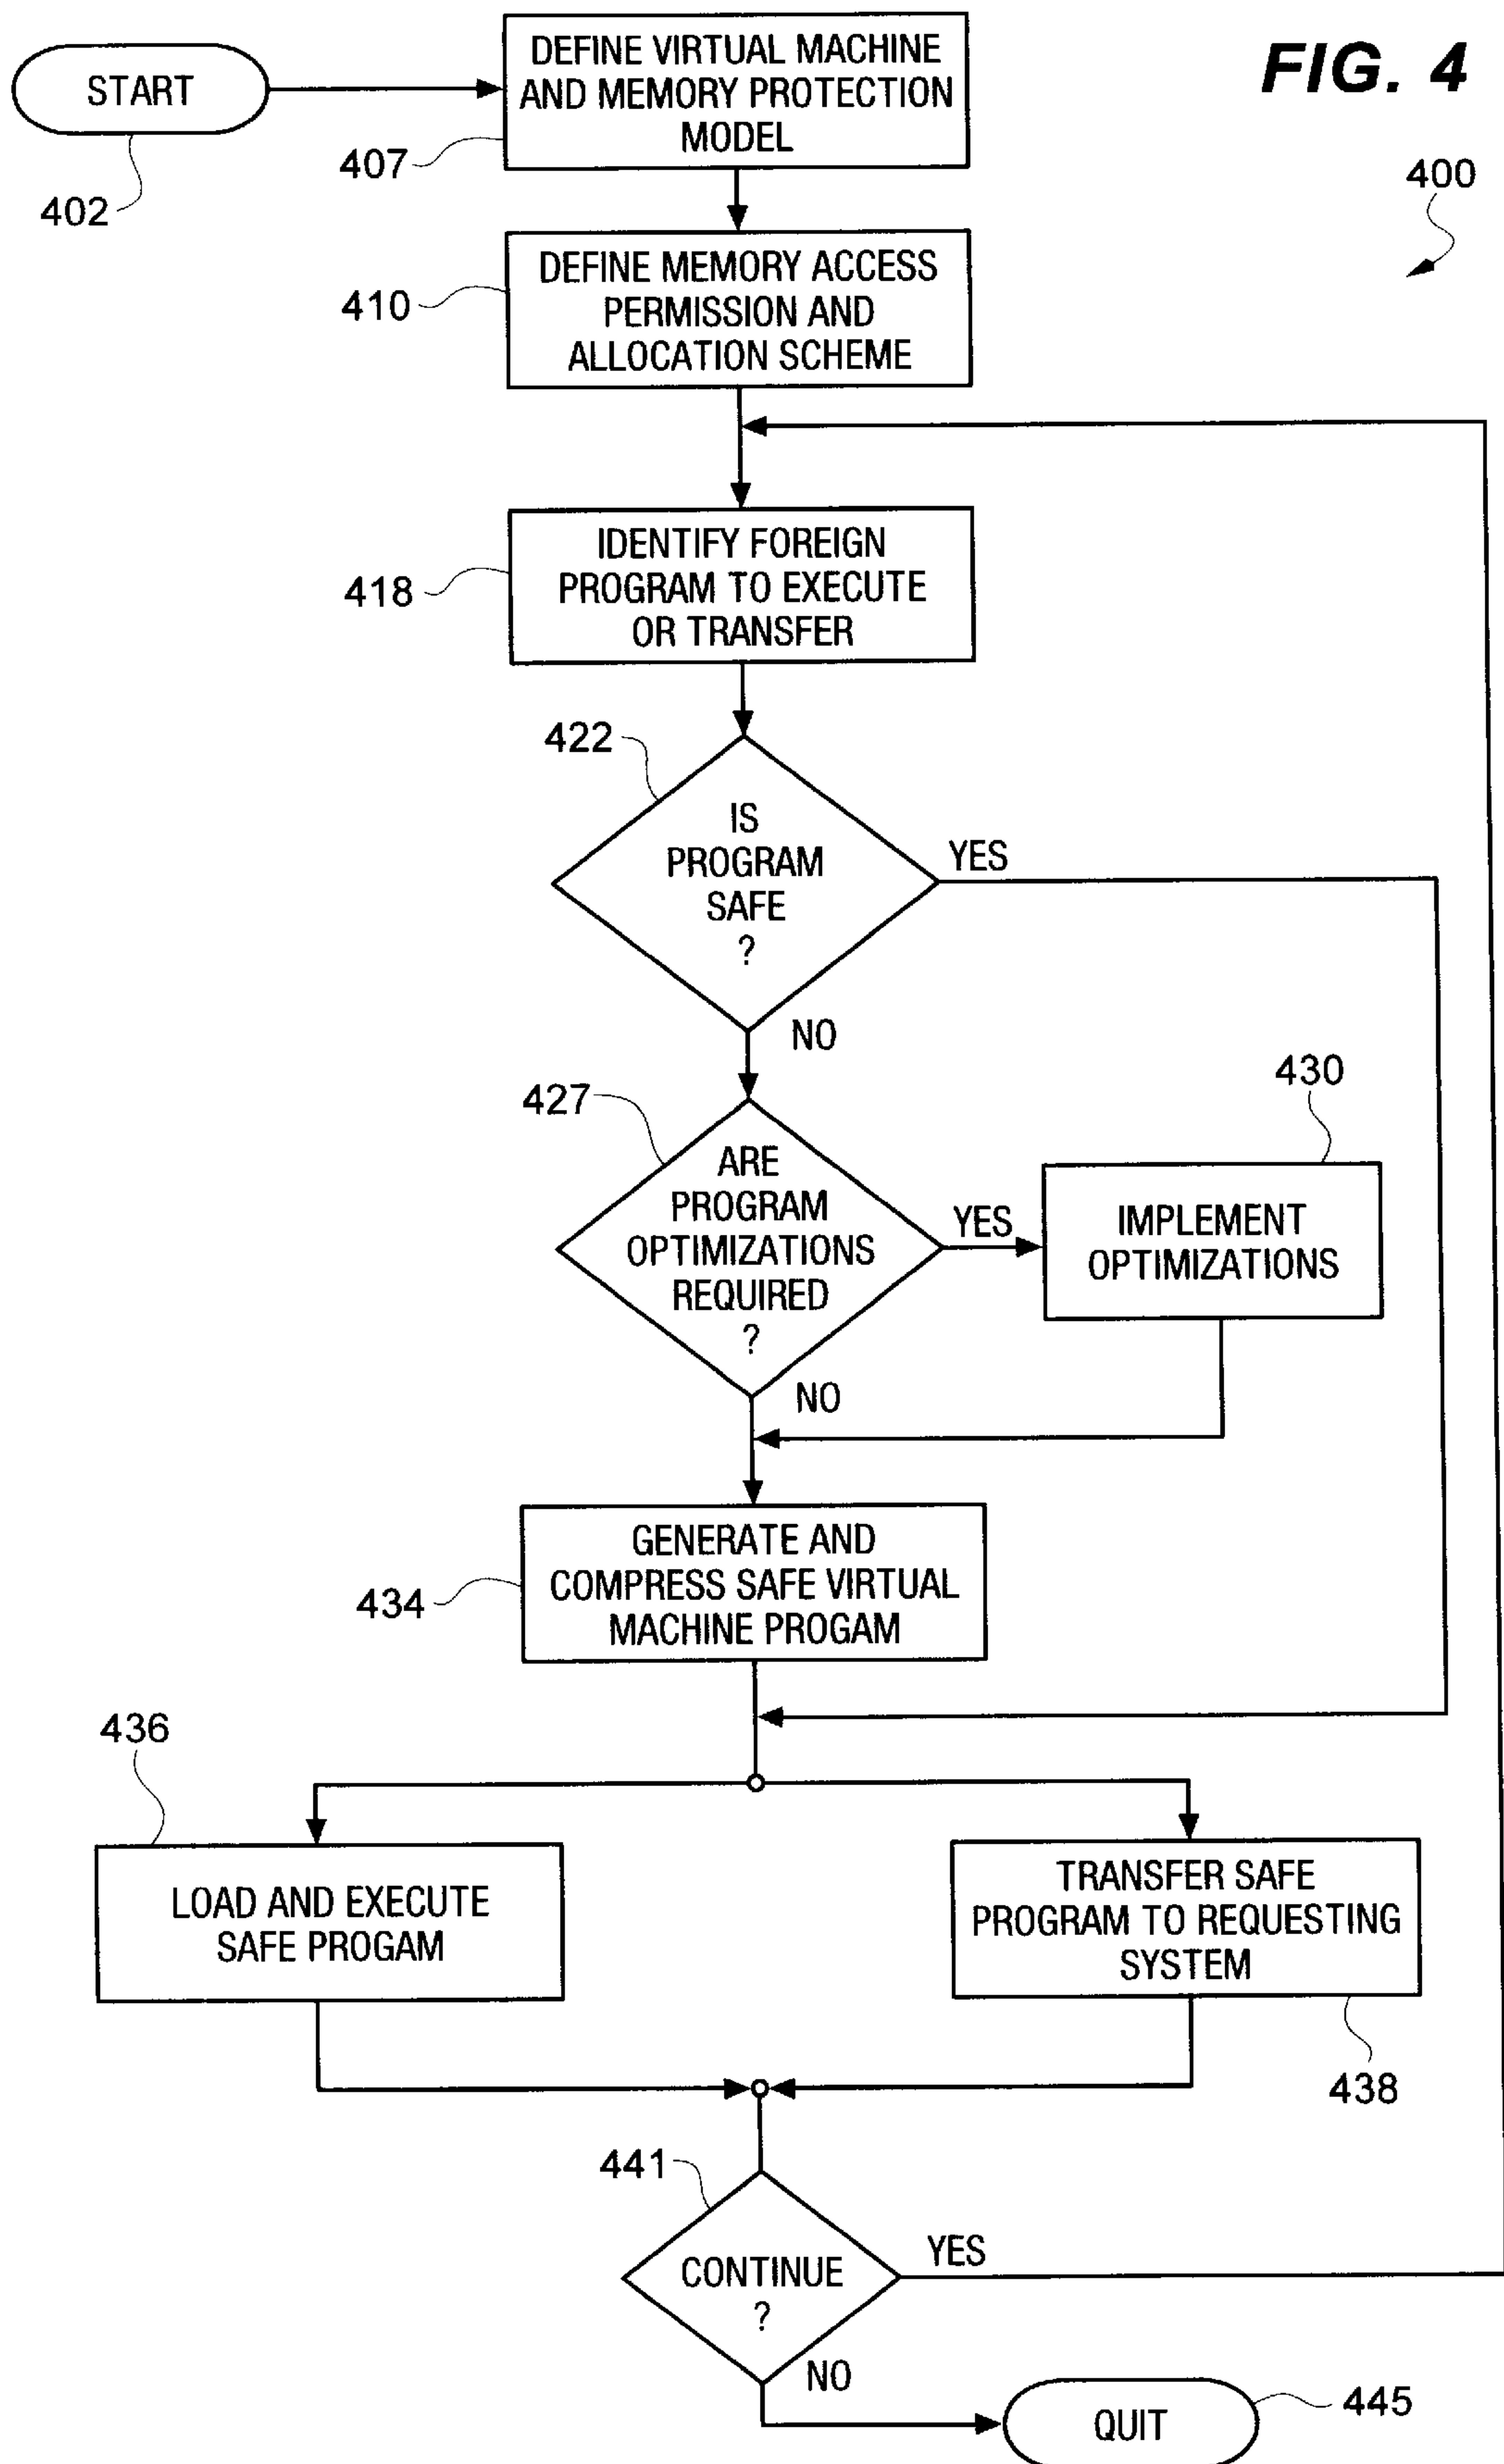 FIG. 4
400
START
402
DEFINE VIRTUAL MACHINE
AND MEMORY PROTECTION
MODEL
407
DEFINE MEMORY ACCESS
PERMISSION AND
ALLOCATION SCHEME
410
IDENTIFY FOREIGN
PROGRAM TO EXECUTE
OR TRANSFER
418
422
IS
PROGRAM
SAFE
?
YES
NO
427
ARE
PROGRAM
OPTIMIZATIONS
REQUIRED
?
YES
NO
430
IMPLEMENT
OPTIMIZATIONS
GENERATE AND
COMPRESS SAFE VIRTUAL
MACHINE PROGAM
434
436
LOAD AND EXECUTE
SAFE PROGAM
TRANSFER SAFE
PROGRAM TO REQUESTING
SYSTEM
438
441
CONTINUE
?
YES
NO
QUIT
445